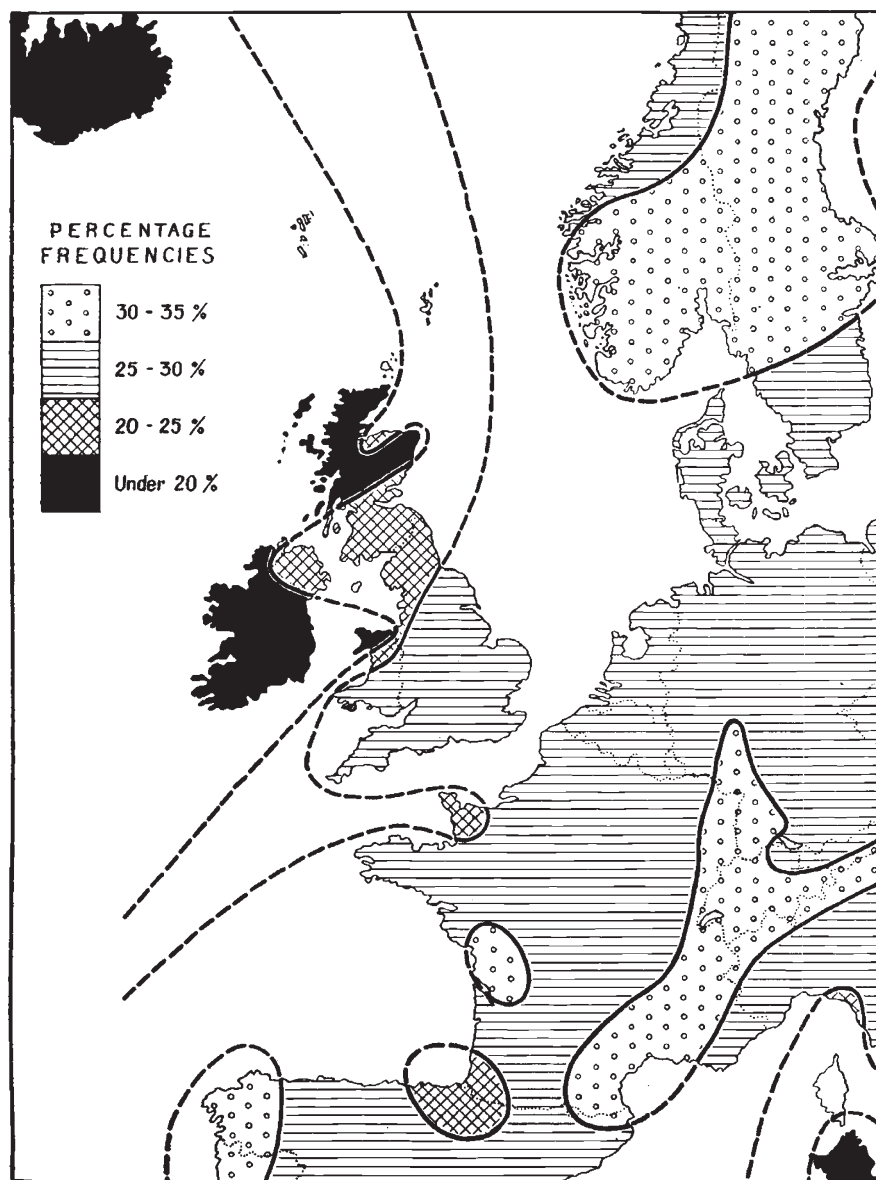 PERCENTAGE
FREQUENCIES
30 - 35 %
25 - 30 %
20 - 25 %
Under 20 %